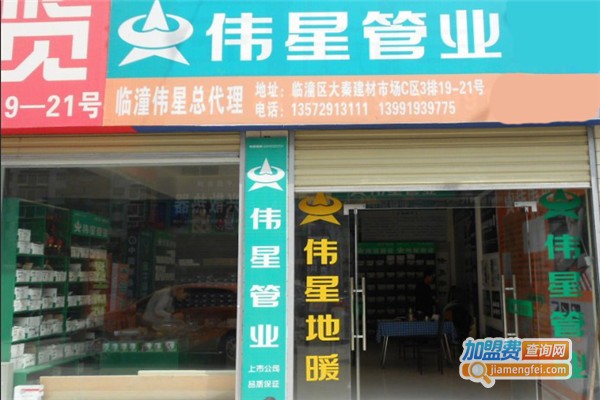 伟星管业
19—21号
临潼伟星总代理
地址：临潼区大秦建材市场C区3排19-21号
电话：13572913111 13991939775
伟星管业
上市公司
品质保证
伟星地暖
伟星管业
加盟费查询网
jiamengfei.com